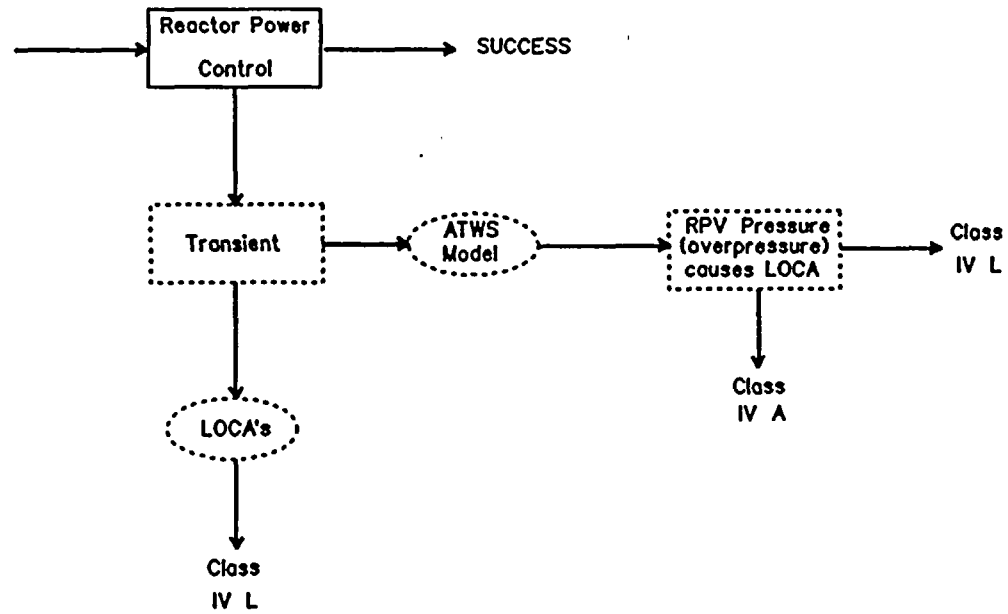 Reactor Power
Control
SUCCESS
Transient
ATWS
Model
RPV Pressure
(overpressure)
causes LOCA
Class
IV L
Class
IV A
LOCA's
Class
IV L